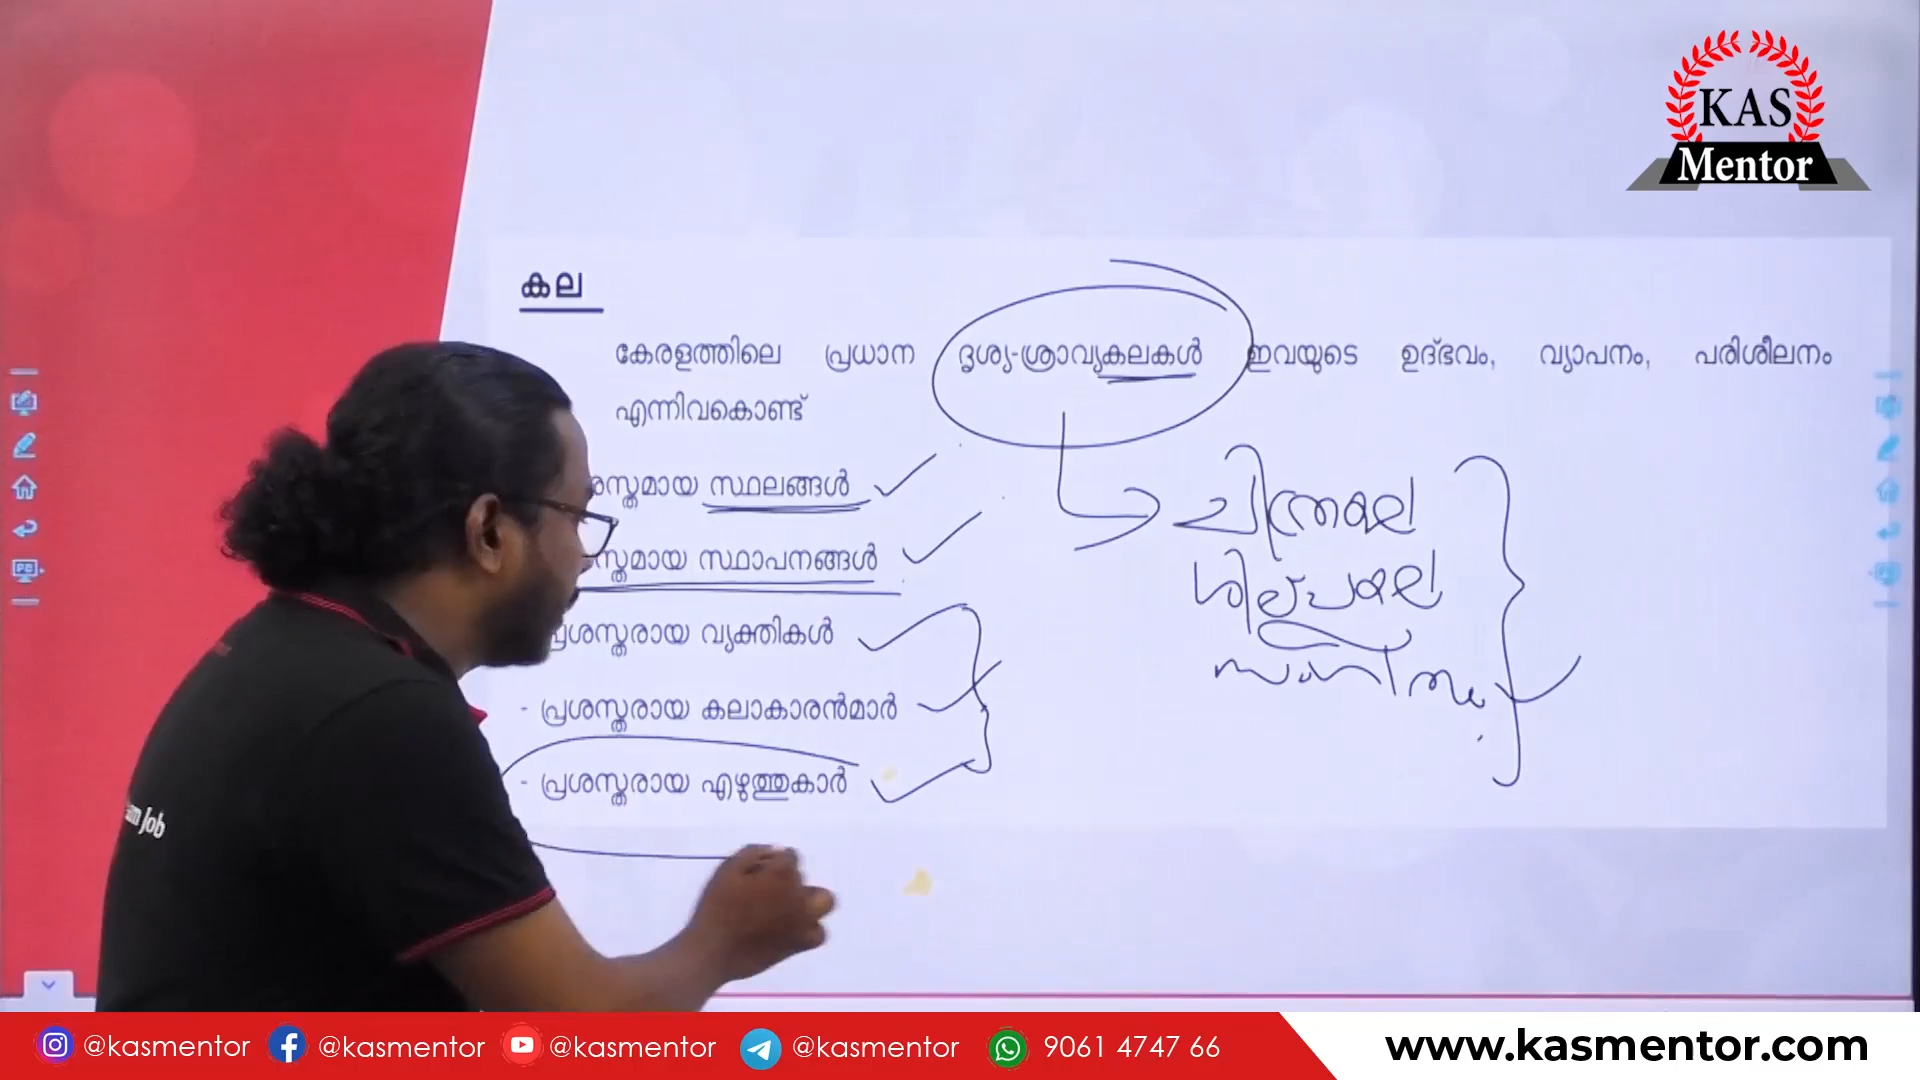 KAS
Mentor
കല
കേരളത്തിലെ പ്രധാന ദൃശ്യ-ശ്രാവ്യകലകൾ ഇവയുടെ ഉദ്ഭവം, വ്യാപനം, പരിശീലനം
എന്നിവകൊണ്ട്
സ്ഥലങ്ങൾ
സ്ഥാപനങ്ങൾ
പ്രശസ്തരായ വ്യക്തികൾ
- പ്രശസ്തരായ കലാകാരൻമാർ
- പ്രശസ്തരായ എഴുത്തുകാർ
ചിത്രകല
ശില്പകല
സംഗീതം
Job
@kasmentor @kasmentor @kasmentor @kasmentor 9061 4747 66
www.kasmentor.com